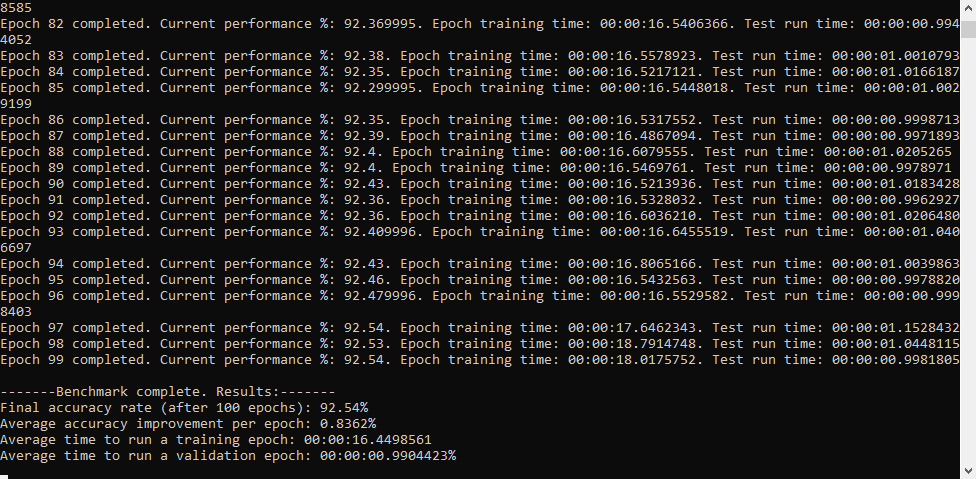 8585
Epoch 82 completed. Current performance %: 92.369995. Epoch training time: 00:00:16.5406366. Test run time: 00:00:00.994
4052
Epoch 83 completed. Current performance %: 92.38. Epoch training time: 00:00:16.5578923. Test run time: 00:00:01.0010793
Epoch 84 completed. Current performance %: 92.35. Epoch training time: 00:00:16.5217121. Test run time: 00:00:01.0166187
Epoch 85 completed. Current performance %: 92.299995. Epoch training time: 00:00:16.5448018. Test run time: 00:00:01.002
9199
Epoch 86 completed. Current performance %: 92.35. Epoch training time: 00:00:16.5317552. Test run time: 00:00:00.9998713
Epoch 87 completed. Current performance %: 92.39. Epoch training time: 00:00:16.4867094. Test run time: 00:00:00.9971893
Epoch 88 completed. Current performance %: 92.4. Epoch training time: 00:00:16.6079555. Test run time: 00:00:01.0205265
Epoch 89 completed. Current performance %: 92.4. Epoch training time: 00:00:16.5469761. Test run time: 00:00:00.9978971
Epoch 90 completed. Current performance %: 92.43. Epoch training time: 00:00:16.5213936. Test run time: 00:00:01.0183428
Epoch 91 completed. Current performance %: 92.36. Epoch training time: 00:00:16.5328032. Test run time: 00:00:00.9962927
Epoch 92 completed. Current performance %: 92.36. Epoch training time: 00:00:16.6036210. Test run time: 00:00:01.0206480
Epoch 93 completed. Current performance %: 92.409996. Epoch training time: 00:00:16.6455519. Test run time: 00:00:01.040
6697
Epoch 94 completed. Current performance %: 92.43. Epoch training time: 00:00:16.8065166. Test run time: 00:00:01.0039863
Epoch 95 completed. Current performance %: 92.46. Epoch training time: 00:00:16.5432563. Test run time: 00:00:00.9978820
Epoch 96 completed. Current performance %: 92.479996. Epoch training time: 00:00:16.5529582. Test run time: 00:00:00.999
8403
Epoch 97 completed. Current performance %: 92.54. Epoch training time: 00:00:17.6462343. Test run time: 00:00:01.1528432
Epoch 98 completed. Current performance %: 92.53. Epoch training time: 00:00:18.7914748. Test run time: 00:00:01.0448115
Epoch 99 completed. Current performance %: 92.54. Epoch training time: 00:00:18.0175752. Test run time: 00:00:00.9981805
-------Benchmark complete. Results:-------
Final accuracy rate (after 100 epochs): 92.54%
Average accuracy improvement per epoch: 0.8362%
Average time to run a training epoch: 00:00:16.4498561
Average time to run a validation epoch: 00:00:00.9904423%